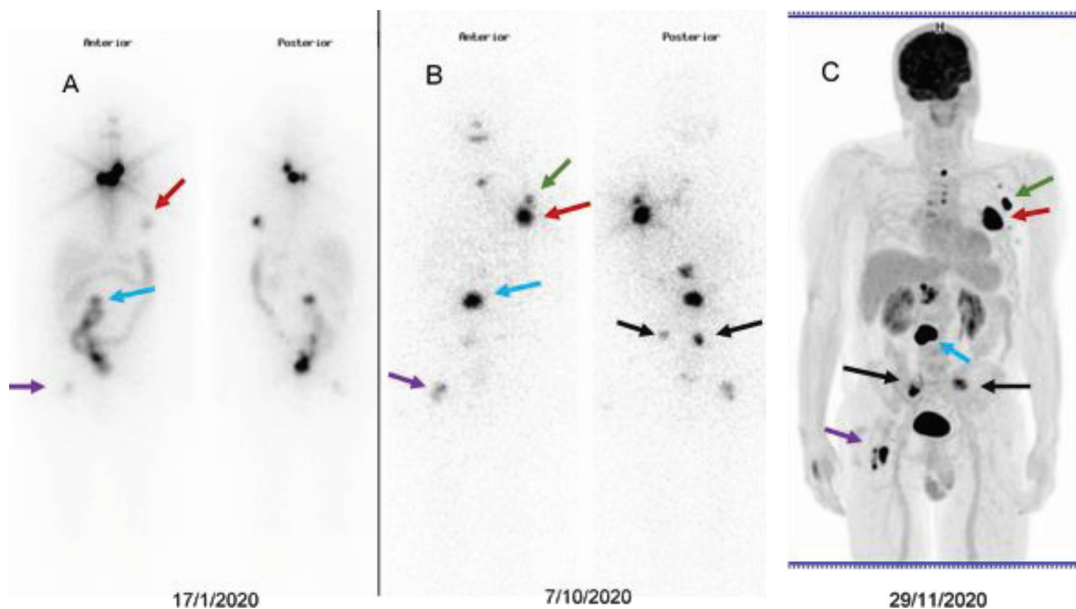 Anterior
Posterior
A
Anterior
Posterior
B
H
C
17/1/2020
7/10/2020
29/11/2020